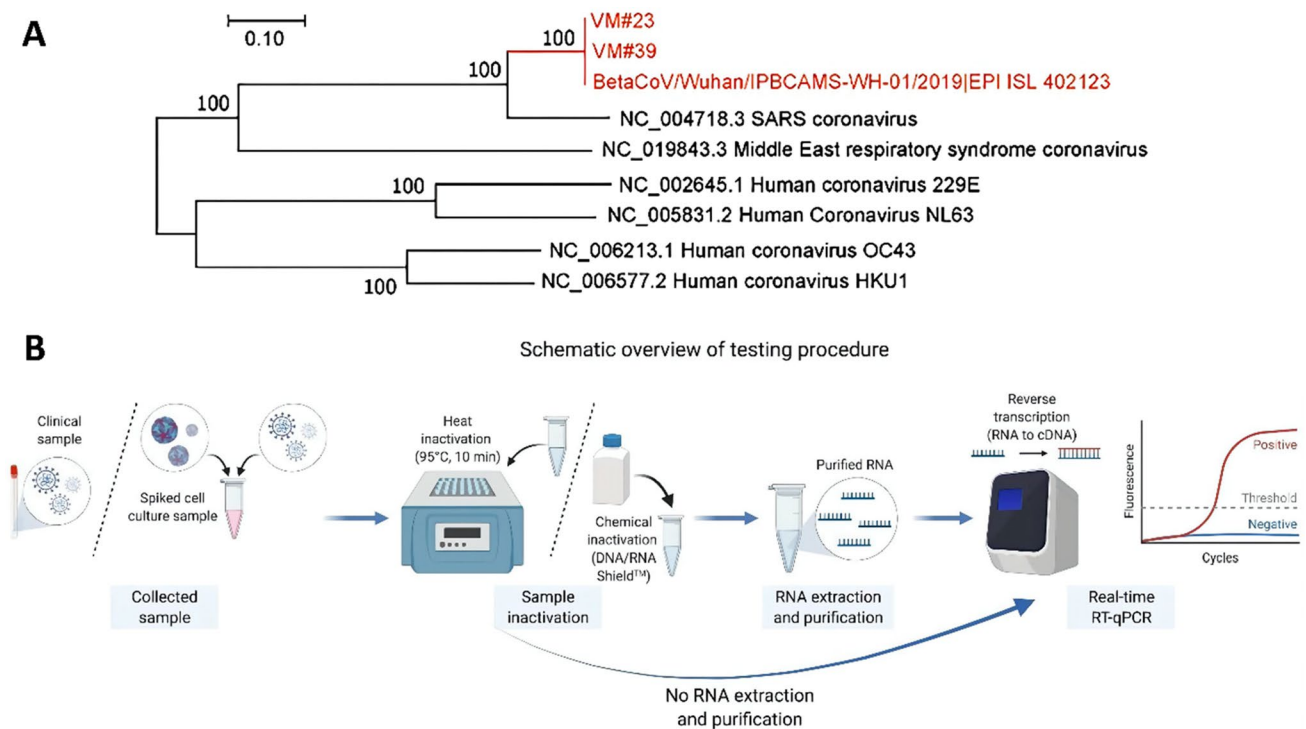 A
0.10
100
VM#23
VM#39
BetaCoV/Wuhan/IPBCAMS-WH-01/2019|EPI ISL 402123
100
NC_004718.3 SARS coronavirus
100
NC_019843.3 Middle East respiratory syndrome coronavirus
100
NC_002645.1 Human coronavirus 229E
NC_005831.2 Human Coronavirus NL63
NC_006213.1 Human coronavirus OC43
100
NC_006577.2 Human coronavirus HKU1
B
Schematic overview of testing procedure
Clinical
sample
Spiked cell
culture sample
Collected
sample
Heat
inactivation
(95°C, 10 min)
Chemical
inactivation
(DNA/RNA
Shield™)
Sample
inactivation
Purified RNA
RNA extraction
and purification
Reverse
transcription
(RNA to cDNA)
Real-time
RT-qPCR
Fluorescence
Positive
Threshold
Negative
Cycles
No RNA extraction
and purification